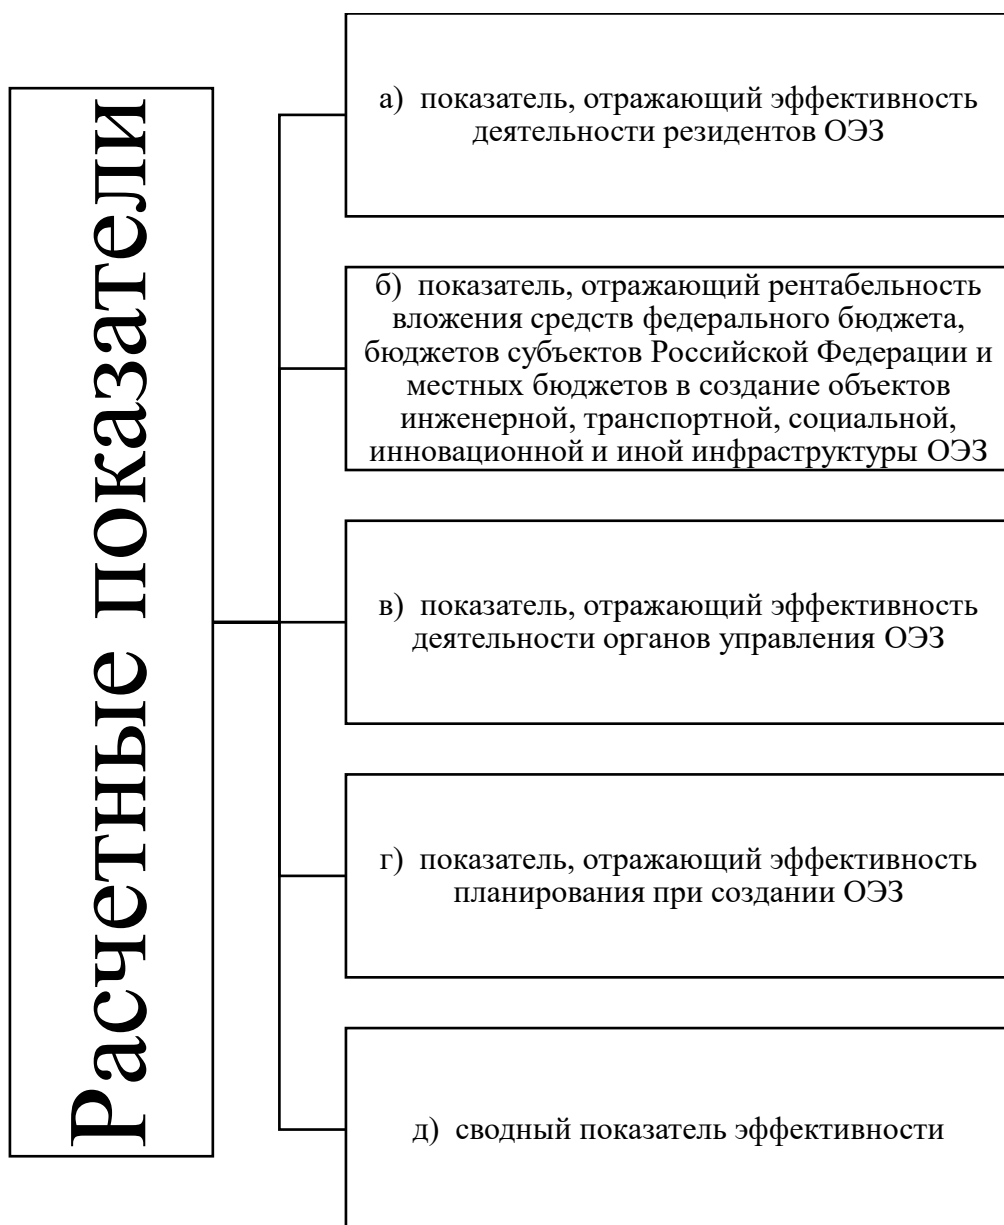 Расчетные показатели
а) показатель, отражающий эффективность
деятельности резидентов ОЭЗ
б) показатель, отражающий рентабельность
вложения средств федерального бюджета,
бюджетов субъектов Российской Федерации и
местных бюджетов в создание объектов
инженерной, транспортной, социальной,
инновационной и иной инфраструктуры ОЭЗ
в) показатель, отражающий эффективность
деятельности органов управления ОЭЗ
г) показатель, отражающий эффективность
планирования при создании ОЭЗ
д) сводный показатель эффективности